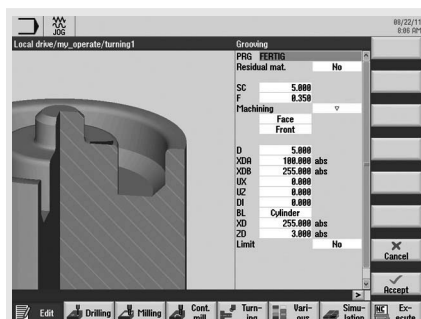 JOG
08/22/11
8:06 AM
Local drive/my_operate/turning1
Grooving
PRG FERTIG
Residual mat. No
SC 5.000
F 0.350
Machining ▽
Face
Front
D 5.000
XDA 100.000 abs
XDB 255.000 abs
UX 0.000
UZ 0.000
DI 0.000
BL Cylinder
XD 255.000 abs
ZD 3.000 abs
Limit No
Cancel
Accept
>
Edit
Drilling
Milling
Cont. mill.
Turn- ing
Vari- ous
Simu- lation
NC Ex- ecute